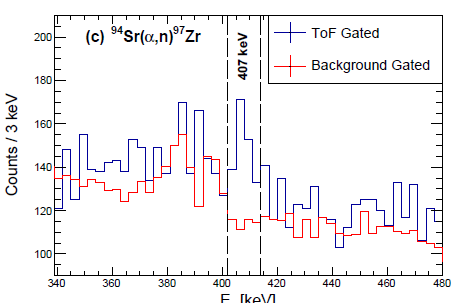 (c) ⁹⁴Sr(α,n)⁹⁷Zr
ToF Gated
Background Gated
407 keV
Counts / 3 keV
200
180
160
140
120
100
340 360 380 400 420 440 460 480
[keV]